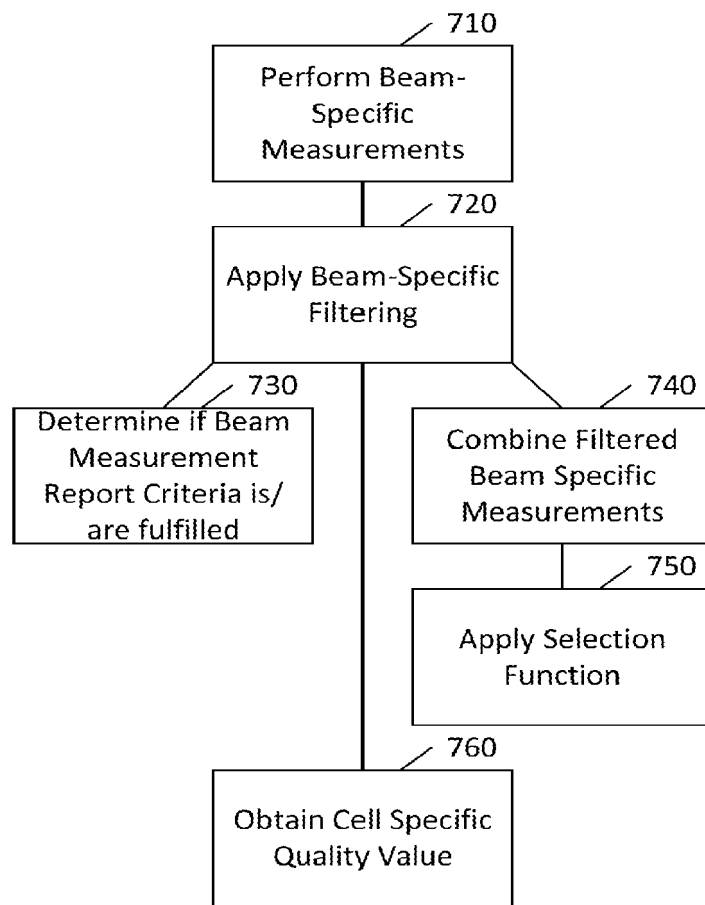 710
Perform Beam-
Specific
Measurements
720
Apply Beam-Specific
Filtering
730
Determine if Beam
Measurement
Report Criteria is/
are fulfilled
740
Combine Filtered
Beam Specific
Measurements
750
Apply Selection
Function
760
Obtain Cell Specific
Quality Value